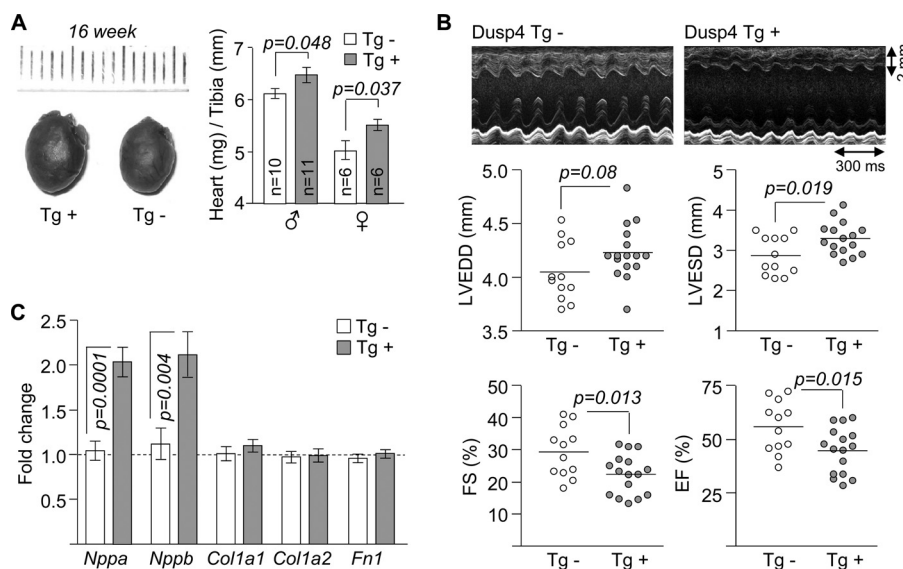 A
16 week
Tg +
Tg -
Heart (mg) / Tibia (mm)
7
6
5
4
p=0.048
p=0.037
Tg -
Tg +
n=10
n=11
n=6
n=6
♂
♀
B
Dusp4 Tg -
Dusp4 Tg +
2 mm
300 ms
LVEDD (mm)
5.0
4.5
4.0
3.5
p=0.08
Tg -
Tg +
LVESD (mm)
5
4
3
2
1
p=0.019
Tg -
Tg +
FS (%)
50
40
30
20
10
p=0.013
Tg -
Tg +
EF (%)
75
50
25
p=0.015
Tg -
Tg +
C
Fold change
2.5
2.0
1.5
1.0
0.5
p=0.0001
p=0.004
Tg -
Tg +
Nppa
Nppb
Col1a1
Col1a2
Fn1